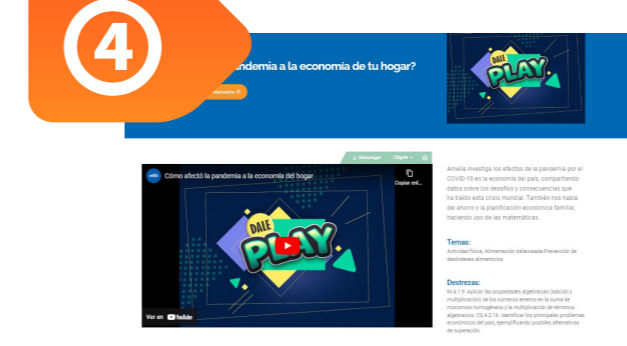 4
ndemia a la economía de tu hogar?
DALE
PLAY
Descargar
Cómo afectó la pandemia a la economía del hogar
Copiar enl...
DALE
PLAY
Ver en YouTube
Amelia investiga los efectos de la pandemia por el
COVID-19 en la economía del país, compartiendo
datos sobre los desafíos y consecuencias que
ha traído esta crisis mundial. También nos habla
del ahorro y la planificación económica familiar,
haciendo uso de las matemáticas.
Temas:
Actividad física, Alimentación balanceada Prevención de
desórdenes alimenticios
Destrezas:
M.4.1.9. Aplicar las propiedades algebraicas (adición y
multiplicación) de los números enteros en la suma de
monomios homogéneos y la multiplicación de términos
algebraicos. CS.4.2.16. Identificar los principales problemas
económicos del país, ejemplificando posibles alternativas
de superación.